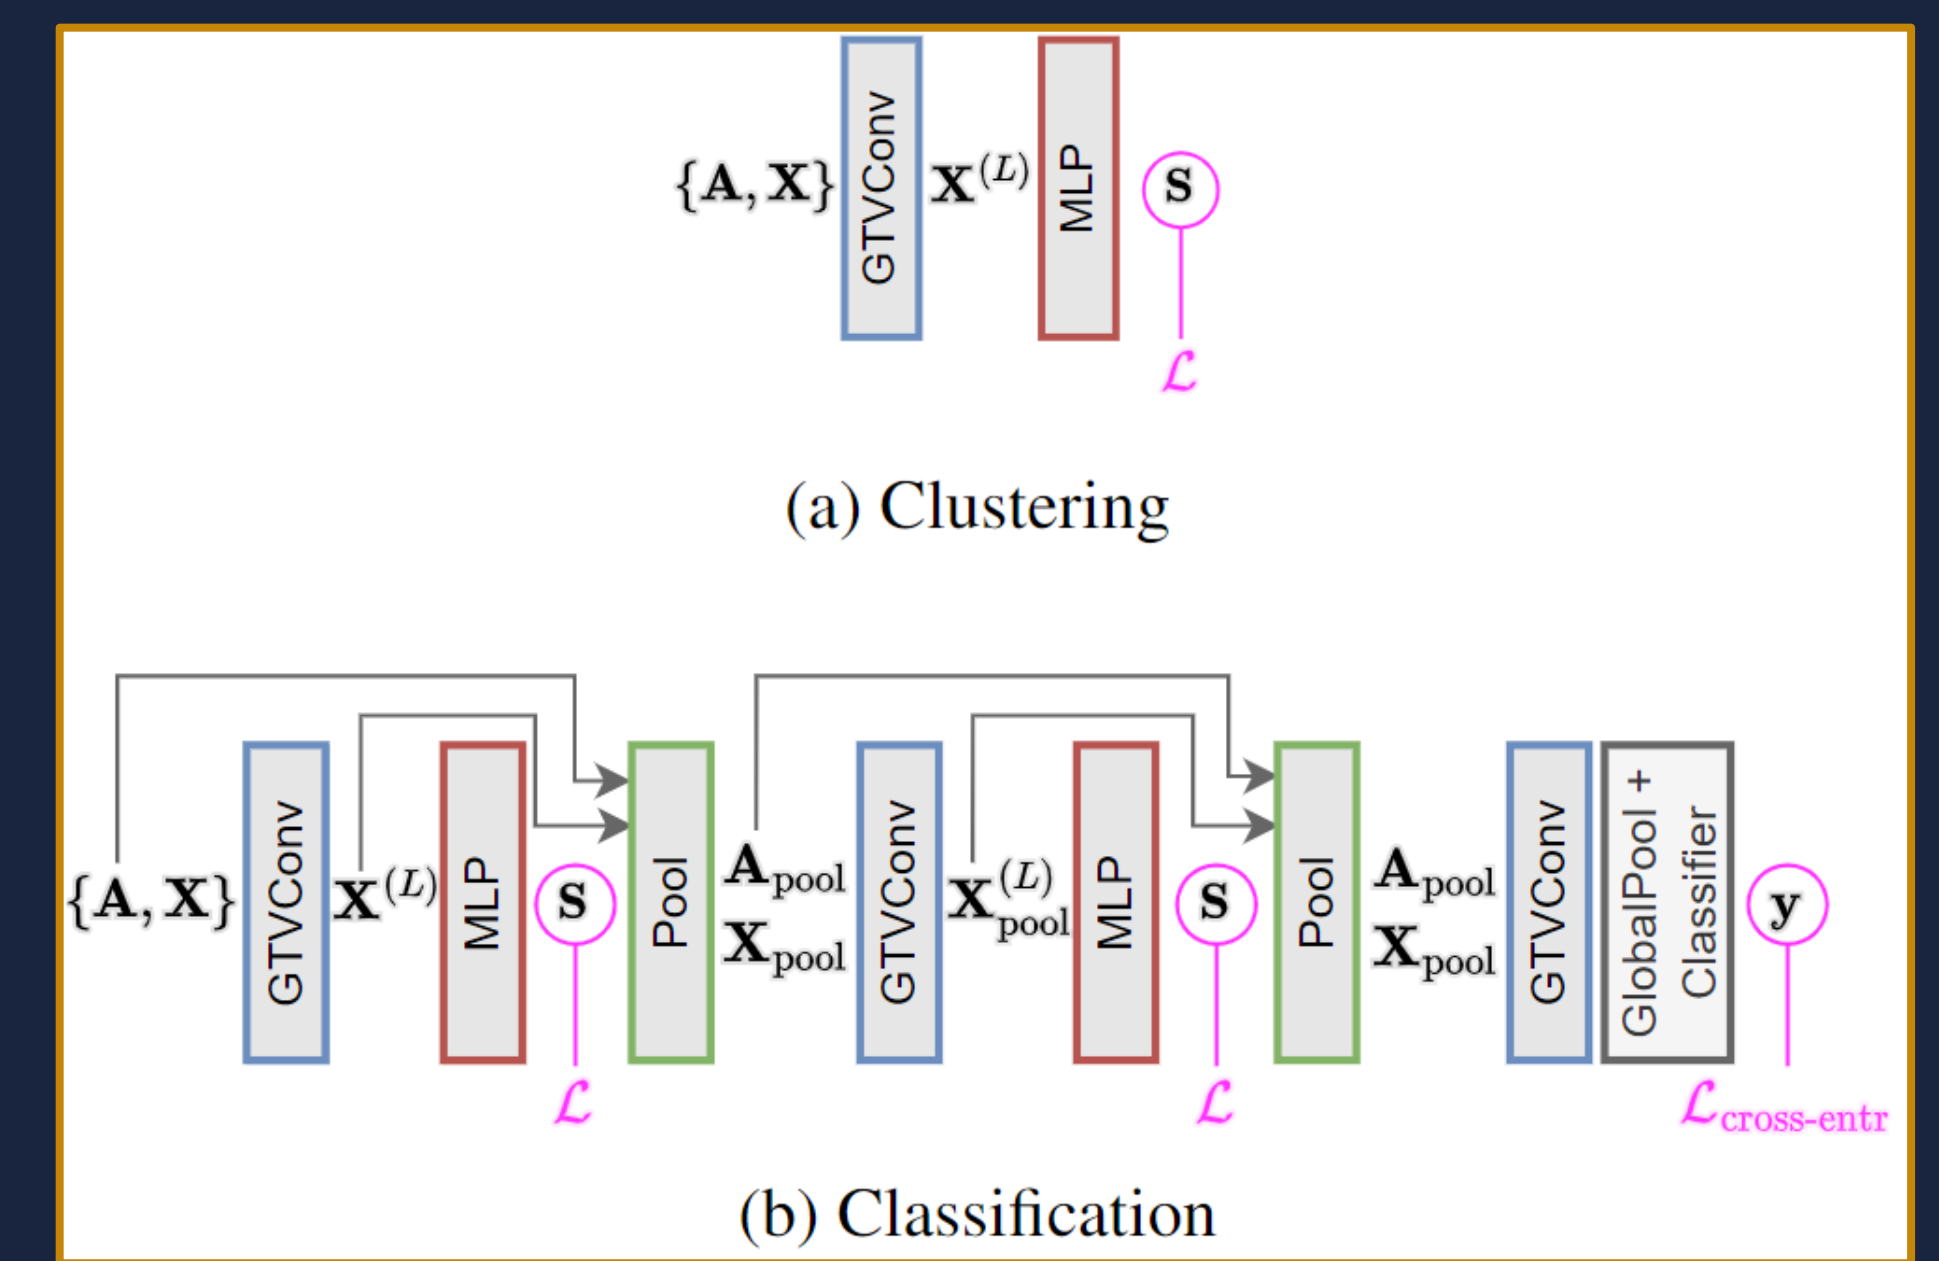 {A, X} GTVConv X^(L) MLP S
ℒ
(a) Clustering
{A, X} GTVConv X^(L) MLP S Pool A_pool X_pool GTVConv X_pool^(L) MLP S Pool A_pool X_pool GTVConv GlobalPool + Classifier y
ℒ ℒ ℒ_cross-entr
(b) Classification